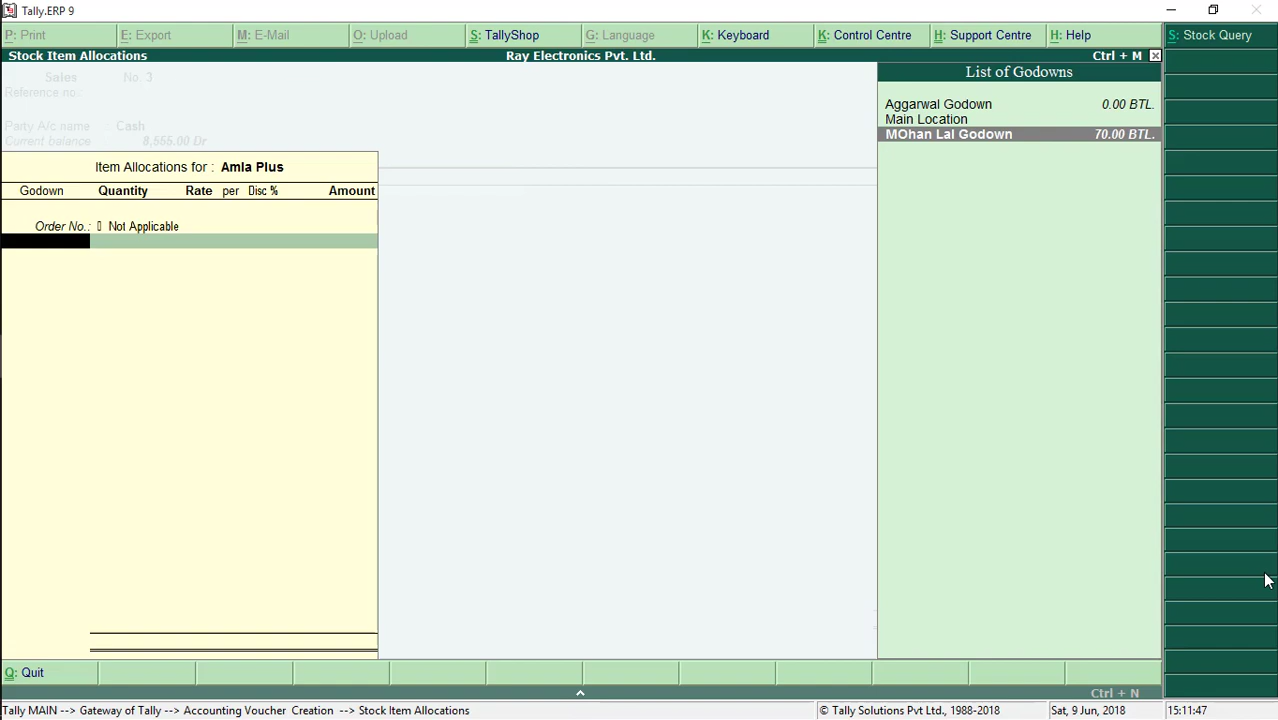 Tally.ERP 9
P: Print E: Export M: E-Mail O: Upload S: TallyShop G: Language K: Keyboard K: Control Centre H: Support Centre H: Help S: Stock Query
Stock Item Allocations Ray Electronics Pvt. Ltd. Ctrl + M
List of Godowns
Sales No. 3
Reference no.:
Aggarwal Godown 0.00 BTL.
Main Location
Party A/c name Cash
MOhan Lal Godown 70.00 BTL.
Current balance 8,555.00 Dr
Item Allocations for : Amla Plus
Godown Quantity Rate per Disc % Amount
Order No.: Not Applicable
Q: Quit
Ctrl + N
Tally MAIN --> Gateway of Tally --> Accounting Voucher Creation --> Stock Item Allocations © Tally Solutions Pvt Ltd., 1988-2018 Sat, 9 Jun, 2018 15:11:47